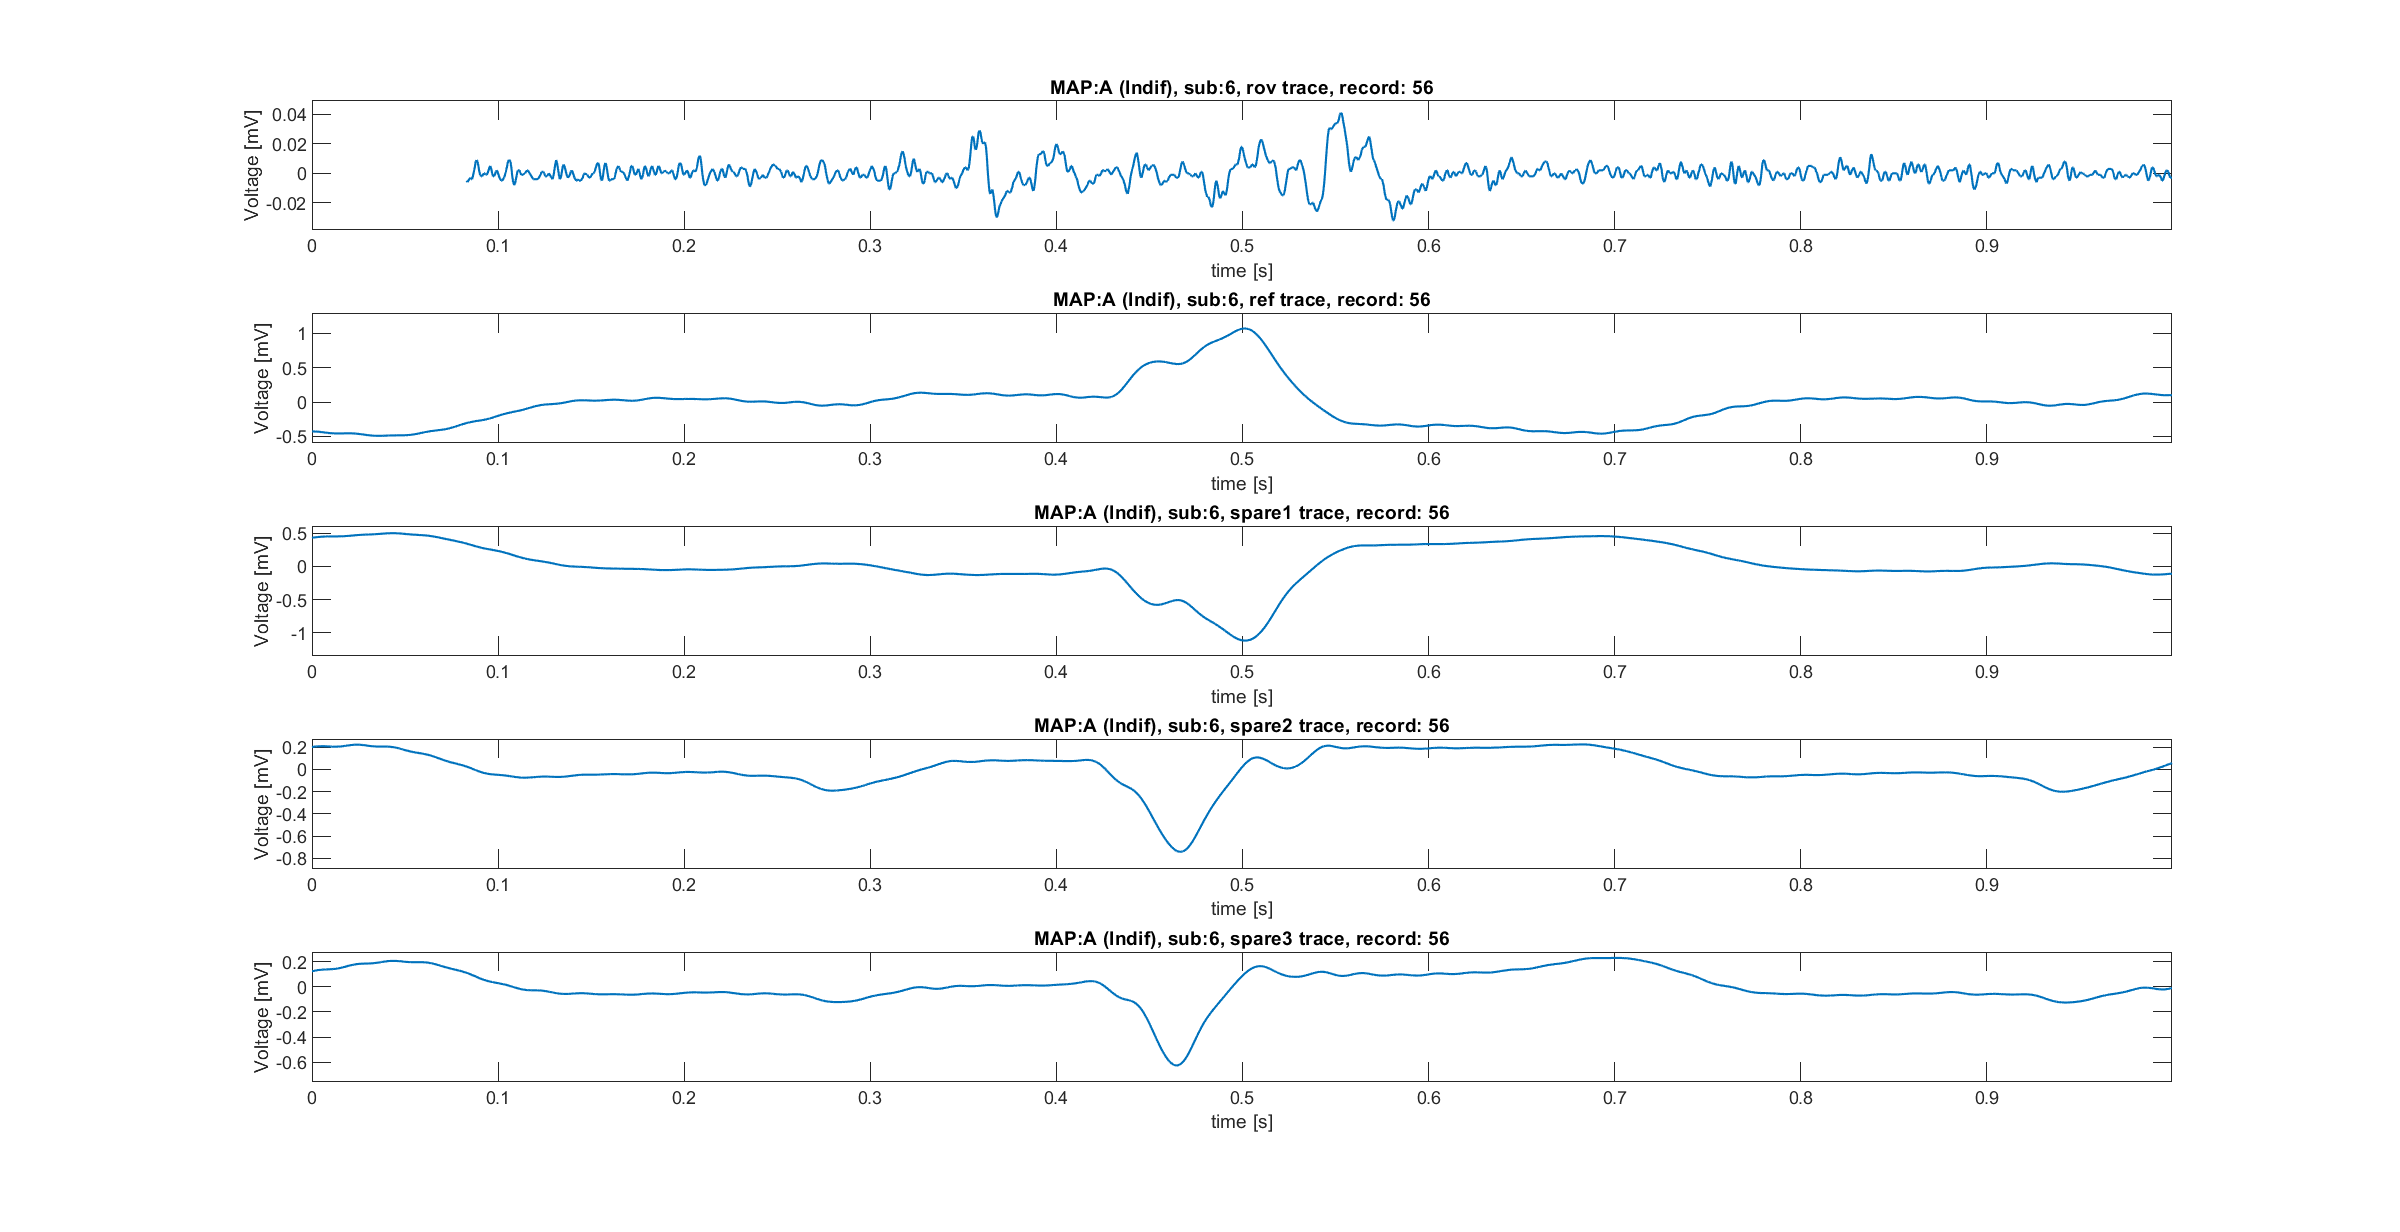 MAP:A (Indif), sub:6, rov trace, record: 56
Voltage [mV]
0.04
0.02
0
-0.02
0 0.1 0.2 0.3 0.4 0.5 0.6 0.7 0.8 0.9
time [s]
MAP:A (Indif), sub:6, ref trace, record: 56
Voltage [mV]
1
0.5
0
-0.5
0 0.1 0.2 0.3 0.4 0.5 0.6 0.7 0.8 0.9
time [s]
MAP:A (Indif), sub:6, spare1 trace, record: 56
Voltage [mV]
0.5
0
-0.5
-1
0 0.1 0.2 0.3 0.4 0.5 0.6 0.7 0.8 0.9
time [s]
MAP:A (Indif), sub:6, spare2 trace, record: 56
Voltage [mV]
0.2
0
-0.2
-0.4
-0.6
-0.8
0 0.1 0.2 0.3 0.4 0.5 0.6 0.7 0.8 0.9
time [s]
MAP:A (Indif), sub:6, spare3 trace, record: 56
Voltage [mV]
0.2
0
-0.2
-0.4
-0.6
0 0.1 0.2 0.3 0.4 0.5 0.6 0.7 0.8 0.9
time [s]